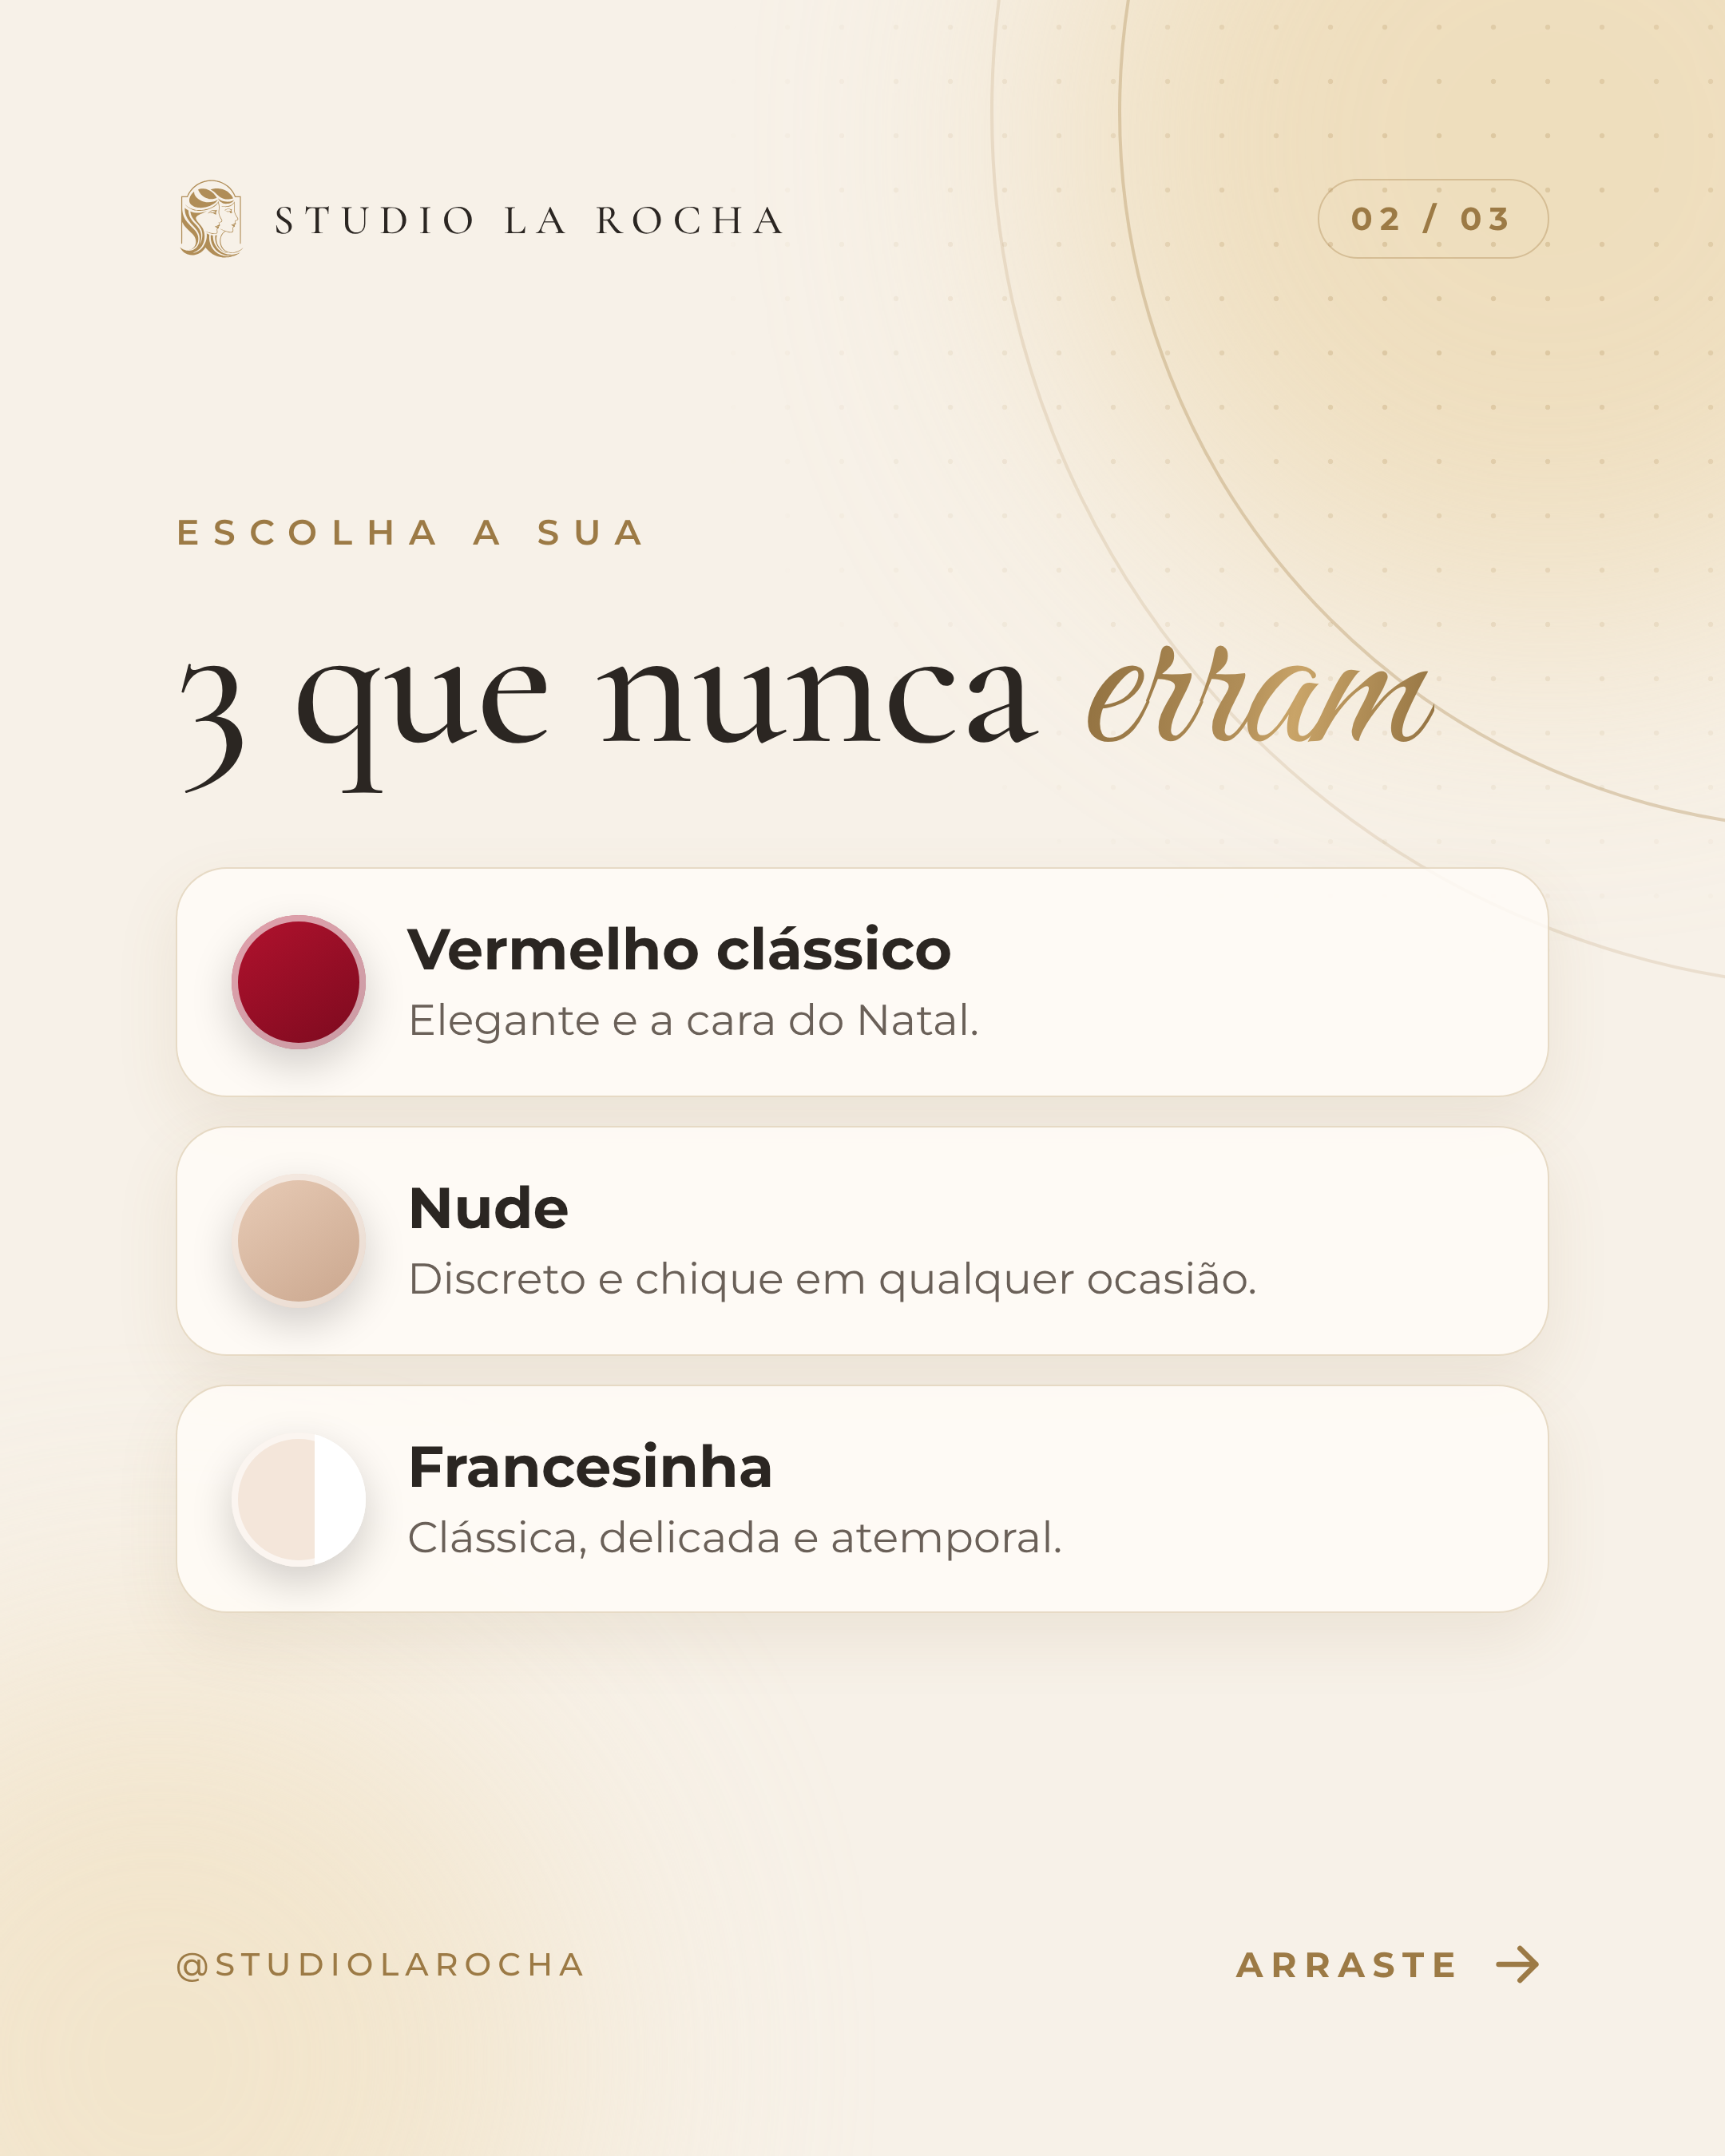 STUDIO LA ROCHA
02 / 03
ESCOLHA A SUA
3 que nunca erram
Vermelho clássico
Elegante e a cara do Natal.
Nude
Discreto e chique em qualquer ocasião.
Francesinha
Clássica, delicada e atemporal.
@STUDIOLAROCHA
ARRASTE →